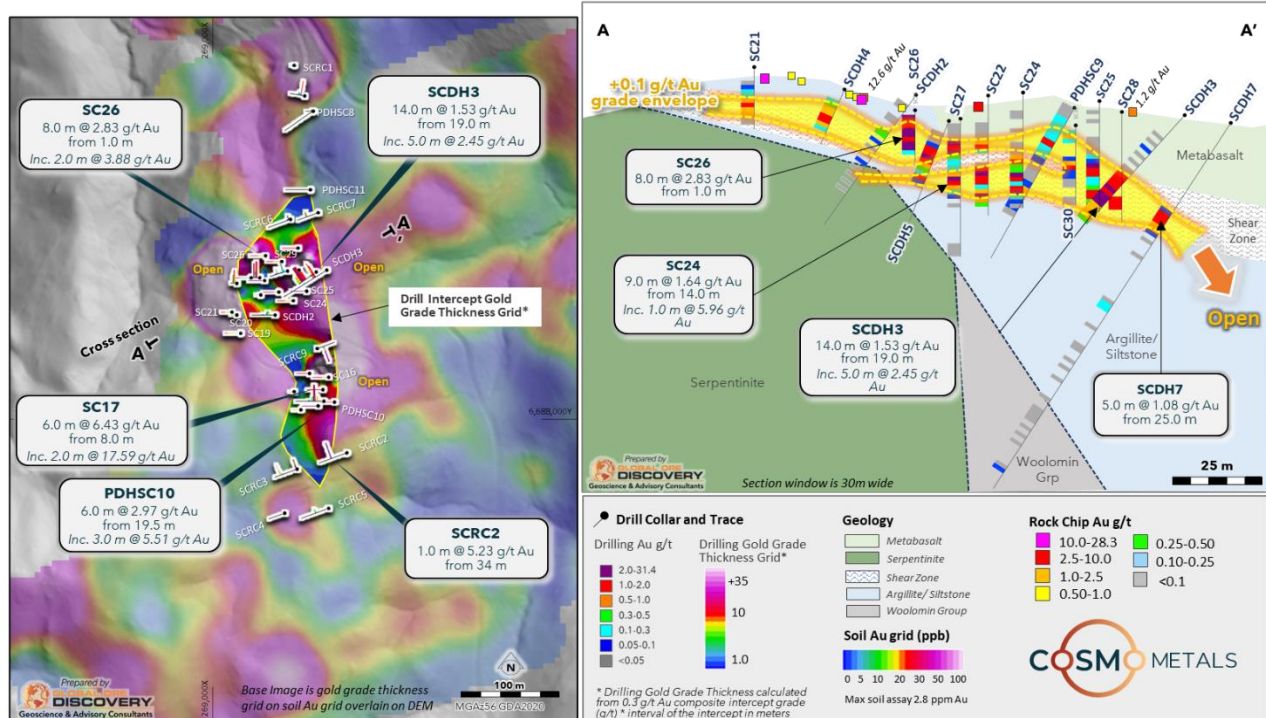 269,000X
SCRC1
PDHSC8
SC26
8.0 m @ 2.83 g/t Au
from 1.0 m
Inc. 2.0 m @ 3.88 g/t Au
SCDH3
14.0 m @ 1.53 g/t Au
from 19.0 m
Inc. 5.0 m @ 2.45 g/t Au
PDHSC11
SCRC6
SCRC7
A'
SC26
SC29
SCDH3
Open
Open
SC25
SC24
Drill Intercept Gold
Grade Thickness Grid*
SC21
SC20
SCDH2
SC19
Cross section
A
SCRC9
SC16
Open
SC17
6.0 m @ 6.43 g/t Au
from 8.0 m
Inc. 2.0 m @ 17.59 g/t Au
PDHSC10
6,688,000Y
SCRC2
SCRC3
PDHSC10
6.0 m @ 2.97 g/t Au
from 19.5 m
Inc. 3.0 m @ 5.51 g/t Au
SCRC5
SCRC4
SCRC2
1.0 m @ 5.23 g/t Au
from 34 m
Prepared by
GLOBAL ORE
DISCOVERY
Geoscience & Advisory Consultants
269,000X
Base Image is gold grade thickness
grid on soil Au grid overlain on DEM
N
100 m
MGAz56 GDA2020
A
A'
SC21
SCDH4
12.6 g/t Au
SC26
SCDH2
SC27
SC22
SC24
PDHSC9
SC25
SC28
1.2 g/t Au
SCDH3
SCDH7
+0.1 g/t Au
grade envelope
Metabasalt
SC26
8.0 m @ 2.83 g/t Au
from 1.0 m
SCDH5
SC30
Shear
Zone
SC24
9.0 m @ 1.64 g/t Au
from 14.0 m
Inc. 1.0 m @ 5.96 g/t
Au
Open
SCDH3
14.0 m @ 1.53 g/t Au
from 19.0 m
Inc. 5.0 m @ 2.45 g/t
Au
Argillite/
Siltstone
Serpentinite
SCDH7
5.0 m @ 1.08 g/t Au
from 25.0 m
Woolomin
Grp
Prepared by
GLOBAL ORE
DISCOVERY
Geoscience & Advisory Consultants
Section window is 30m wide
25 m
Drill Collar and Trace
Drilling Au g/t
2.0-31.4
1.0-2.0
0.5-1.0
0.3-0.5
0.1-0.3
0.05-0.1
<0.05
Drilling Gold Grade
Thickness Grid*
+35
10
1.0
* Drilling Gold Grade Thickness calculated
from 0.3 g/t Au composite intercept grade
(g/t) * interval of the intercept in meters
Geology
Metabasalt
Serpentinite
Shear Zone
Argillite/ Siltstone
Woolomin Group
Soil Au grid (ppb)
0 5 10 20 30 50 100
Max soil assay 2.8 ppm Au
Rock Chip Au g/t
10.0-28.3
2.5-10.0
1.0-2.5
0.50-1.0
0.25-0.50
0.10-0.25
<0.1
COSMO METALS